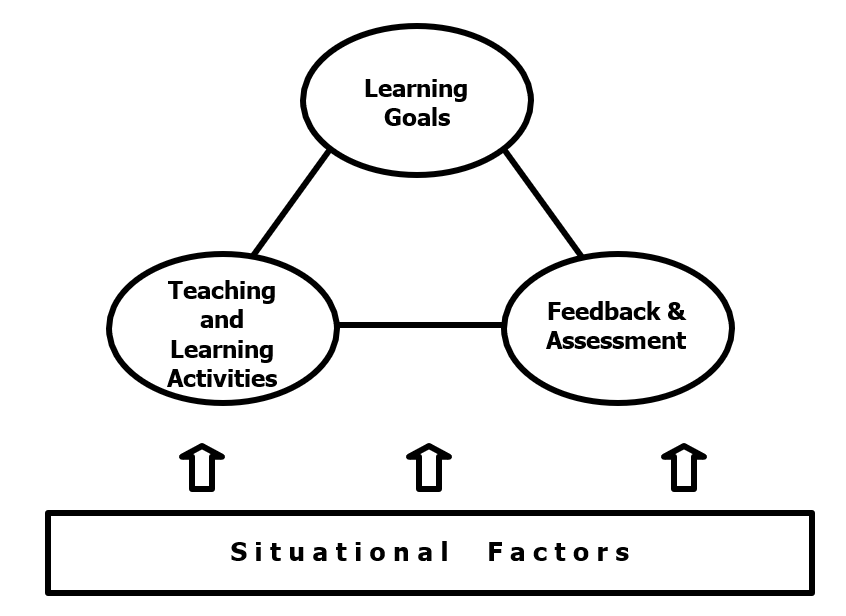 Learning
Goals
Teaching
and
Learning
Activities
Feedback &
Assessment
Situational Factors